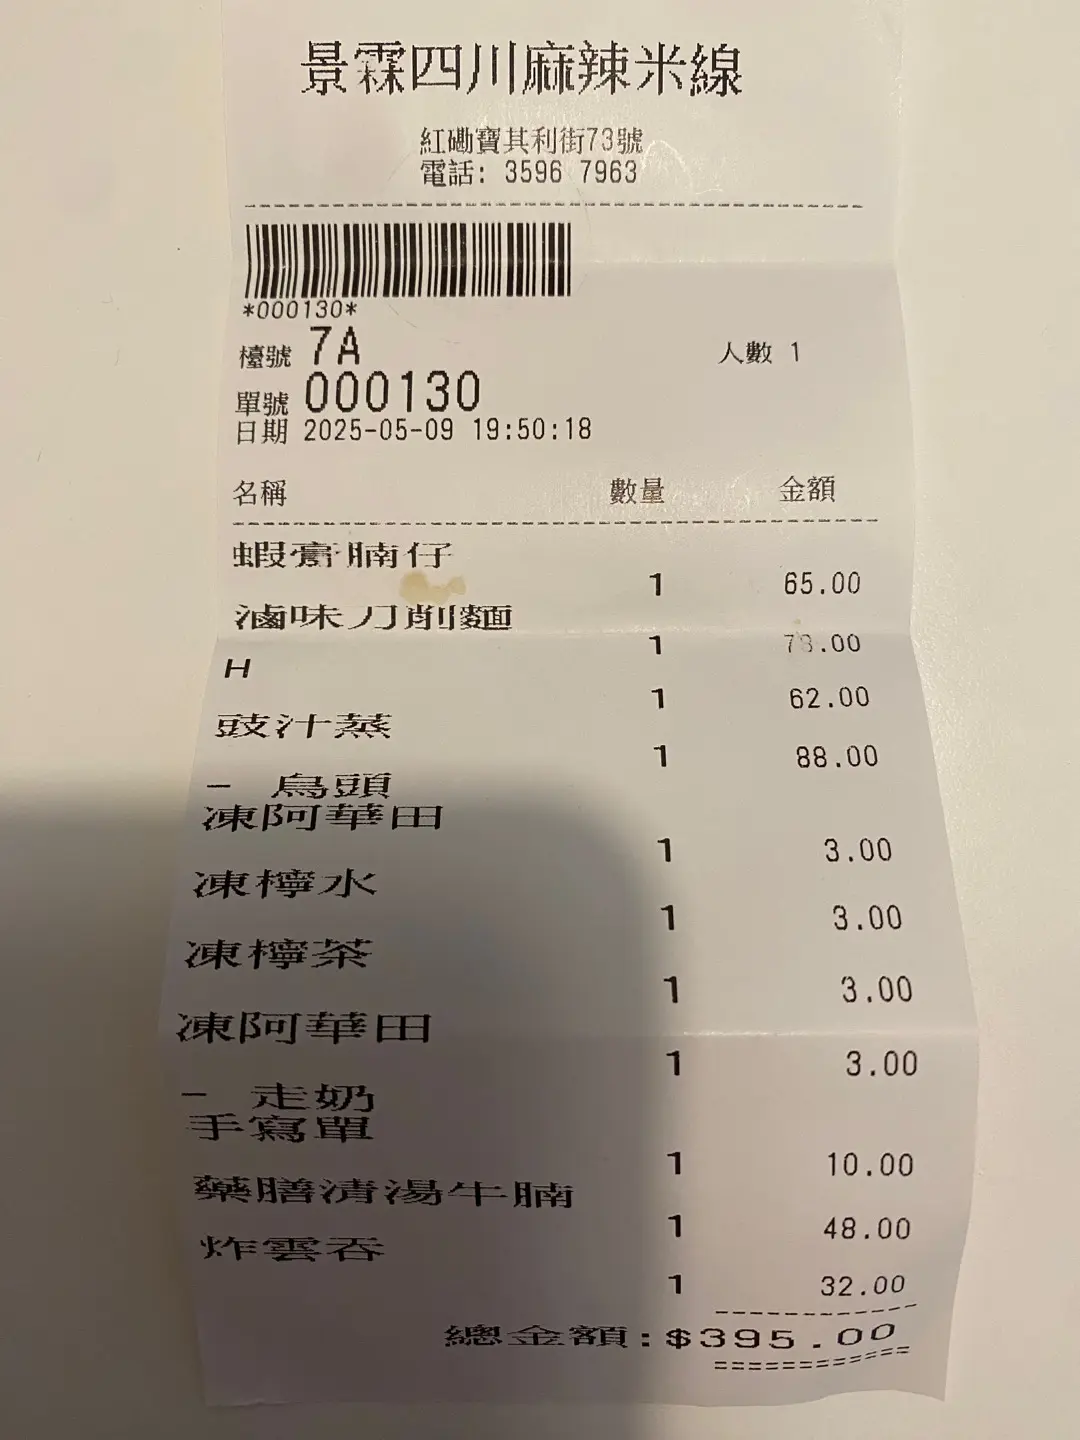 景霖四川麻辣米線
紅磡寶其利街73號
電話: 3596 7963
*000130*
檯號 7A 人數 1
單號 000130
日期 2025-05-09 19:50:18
名稱 數量 金額
蝦膏腩仔
1 65.00
滷味刀削麵
1 78.00
H
1 62.00
豉汁蒸
1 88.00
- 烏頭
凍阿華田
1 3.00
凍檸水
1 3.00
凍檸茶
1 3.00
凍阿華田
1 3.00
- 走奶
手寫單
1 10.00
藥膳清湯牛腩
1 48.00
炸雲吞
1 32.00
總金額:$395.00